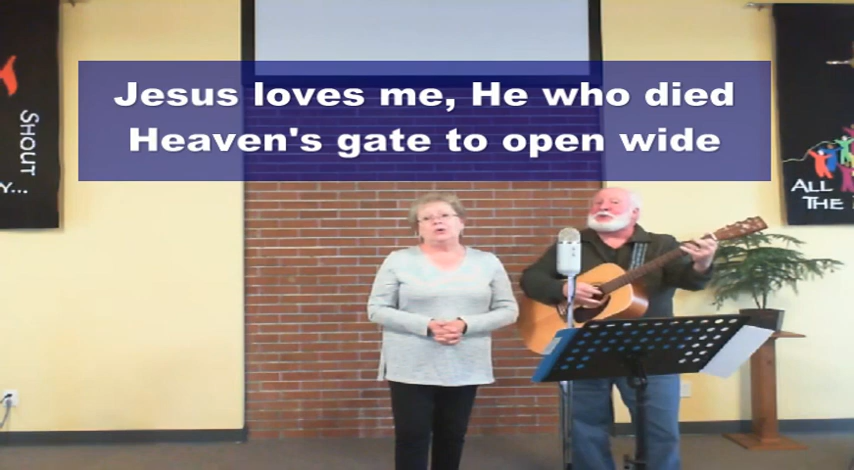 Jesus loves me, He who died
Heaven's gate to open wide
SHOUT
Y...
ALL
THE